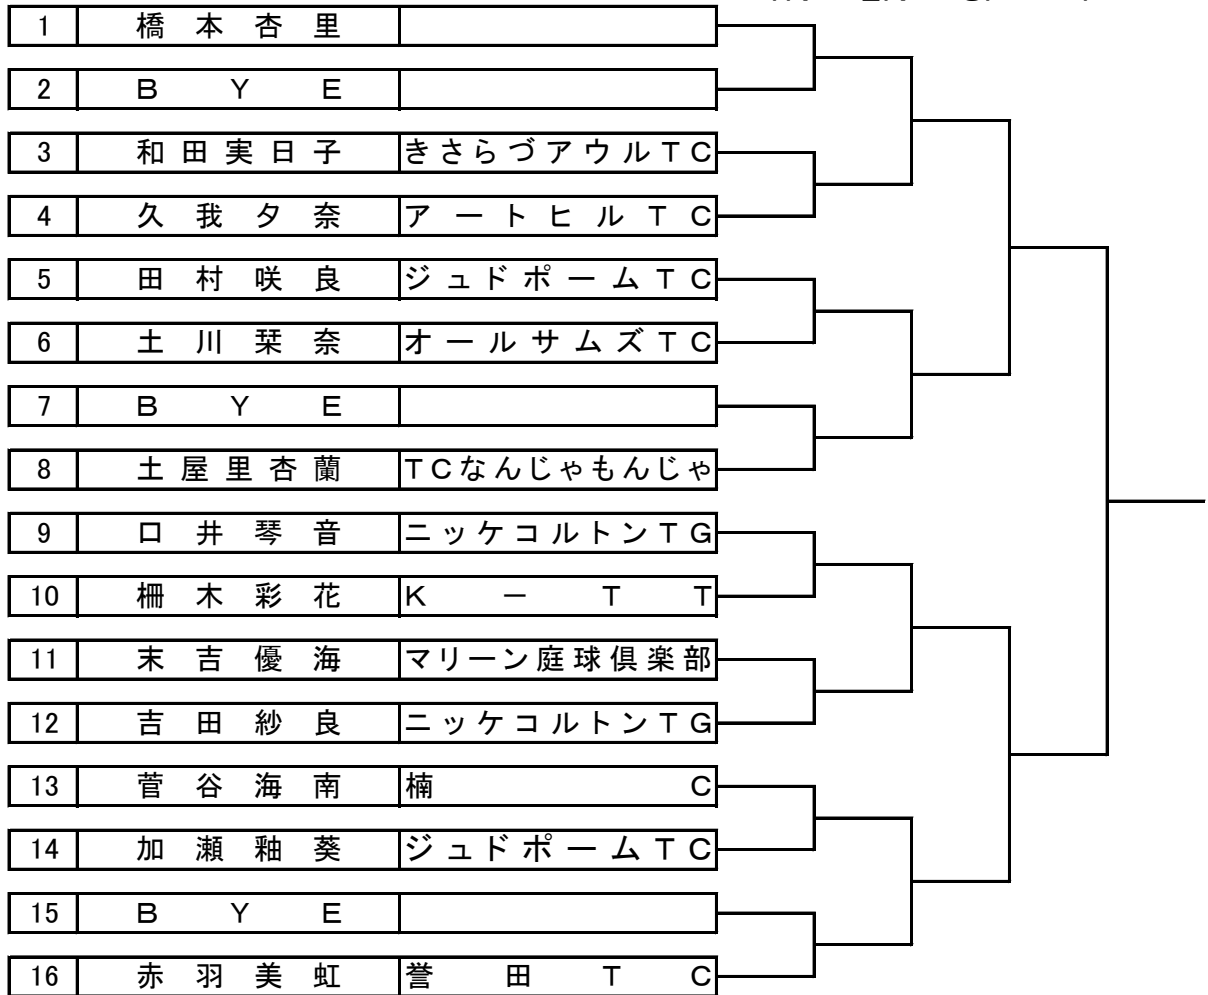 1 橋本杏里
2 BYE
3 和田実日子 きさらづアウルTC
4 久我夕奈 アートヒルTC
5 田村咲良 ジュドポームTC
6 土川栞奈 オールサムズTC
7 BYE
8 土屋里杏蘭 TCなんじゃもんじゃ
9 口井琴音 ニッケコルトンTG
10 柵木彩花 K－TT
11 末吉優海 マリーン庭球倶楽部
12 吉田紗良 ニッケコルトンTG
13 菅谷海南 楠C
14 加瀬釉葵 ジュドポームTC
15 BYE
16 赤羽美虹 誉田TC